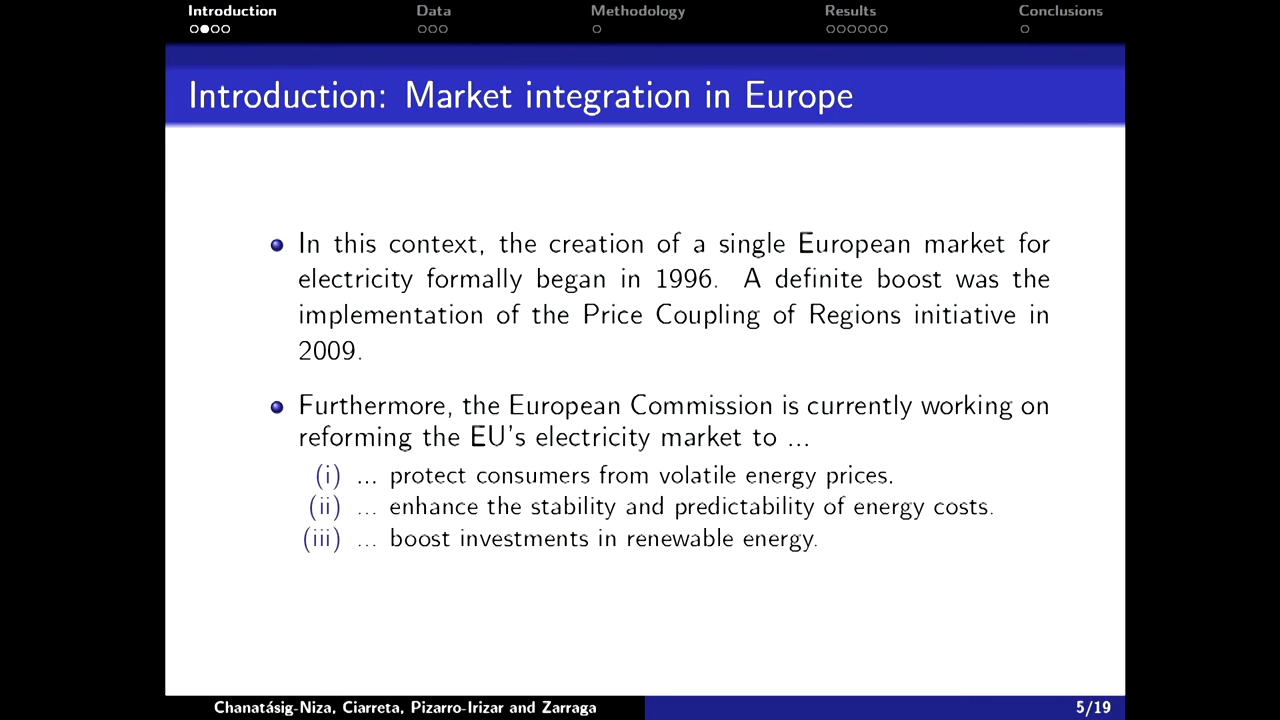 Introduction Data Methodology Results Conclusions
Introduction: Market integration in Europe
In this context, the creation of a single European market for
electricity formally began in 1996. A definite boost was the
implementation of the Price Coupling of Regions initiative in
2009.
Furthermore, the European Commission is currently working on
reforming the EU's electricity market to ...
(i) ... protect consumers from volatile energy prices.
(ii) ... enhance the stability and predictability of energy costs.
(iii) ... boost investments in renewable energy.
Chanatásig-Niza, Ciarreta, Pizarro-Irizar and Zarraga 5/19